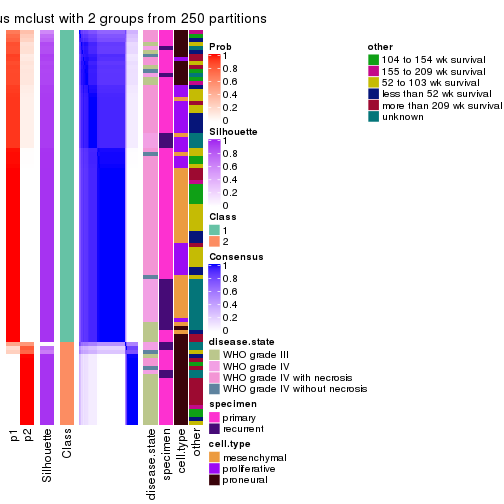 us mclust with 2 groups from 250 partitions
Prob
1
0.8
0.6
0.4
0.2
0
Silhouette
1
0.8
0.6
0.4
0.2
0
Class
1
2
Consensus
1
0.8
0.6
0.4
0.2
0
disease.state
WHO grade III
WHO grade IV
WHO grade IV with necrosis
WHO grade IV without necrosis
specimen
primary
recurrent
cell.type
mesenchymal
proliferative
proneural
other
104 to 154 wk survival
155 to 209 wk survival
52 to 103 wk survival
less than 52 wk survival
more than 209 wk survival
unknown
p1
p2
Silhouette
Class
disease.state
specimen
cell.type
other